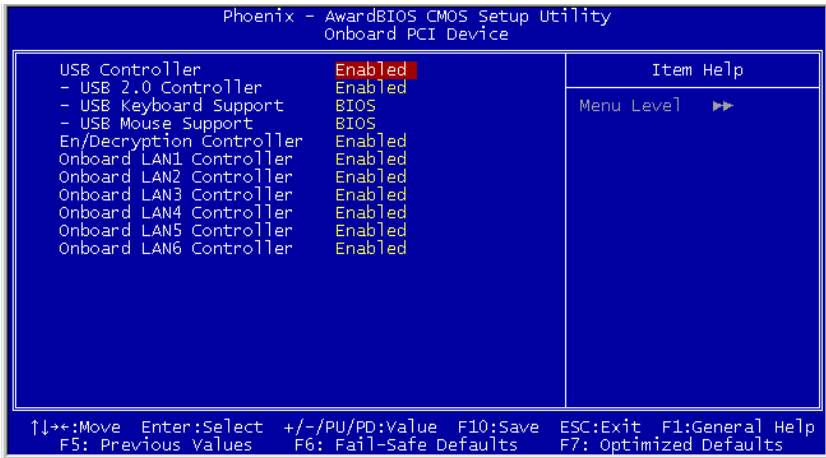 Phoenix - AwardBIOS CMOS Setup Utility
Onboard PCI Device
USB Controller Enabled
- USB 2.0 Controller Enabled
- USB Keyboard Support BIOS
- USB Mouse Support BIOS
En/Decryption Controller Enabled
Onboard LAN1 Controller Enabled
Onboard LAN2 Controller Enabled
Onboard LAN3 Controller Enabled
Onboard LAN4 Controller Enabled
Onboard LAN5 Controller Enabled
Onboard LAN6 Controller Enabled
Item Help
Menu Level ►►
↑↓→←:Move Enter:Select +/-/PU/PD:Value F10:Save ESC:Exit F1:General Help
F5: Previous Values F6: Fail-Safe Defaults F7: Optimized Defaults